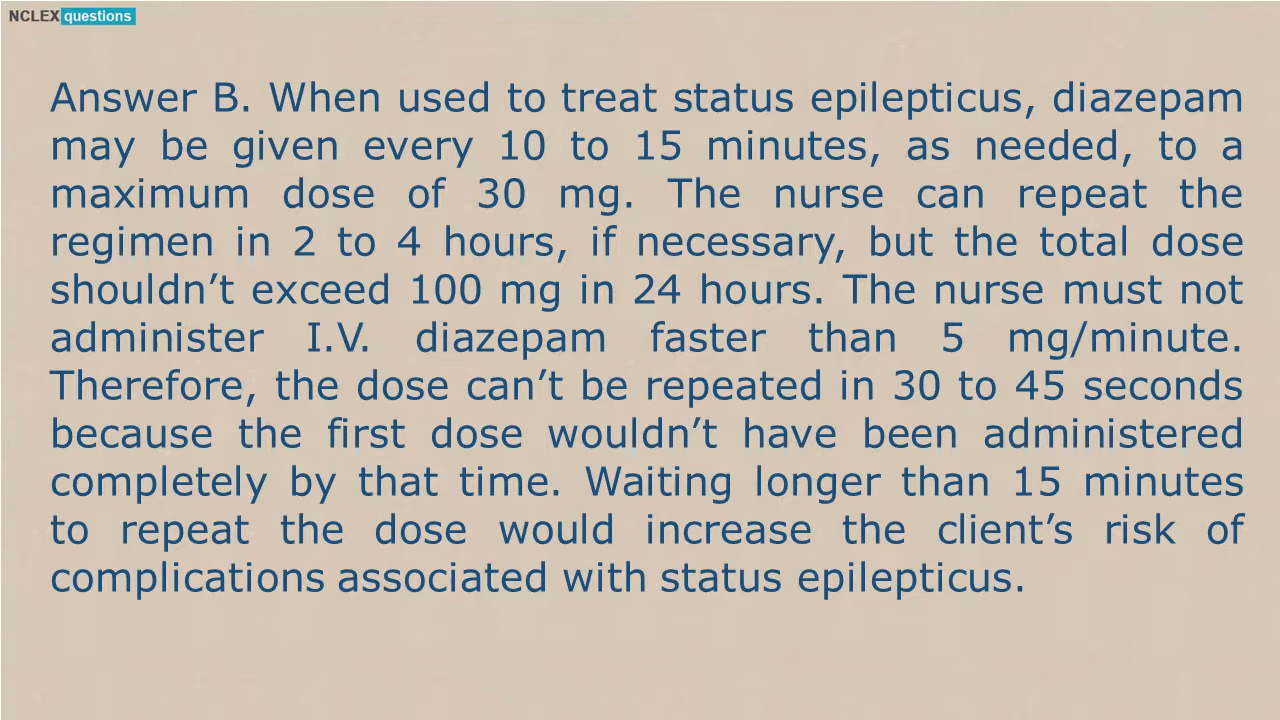 NCLEX questions
Answer B. When used to treat status epilepticus, diazepam
may be given every 10 to 15 minutes, as needed, to a
maximum dose of 30 mg. The nurse can repeat the
regimen in 2 to 4 hours, if necessary, but the total dose
shouldn’t exceed 100 mg in 24 hours. The nurse must not
administer I.V. diazepam faster than 5 mg/minute.
Therefore, the dose can’t be repeated in 30 to 45 seconds
because the first dose wouldn’t have been administered
completely by that time. Waiting longer than 15 minutes
to repeat the dose would increase the client’s risk of
complications associated with status epilepticus.